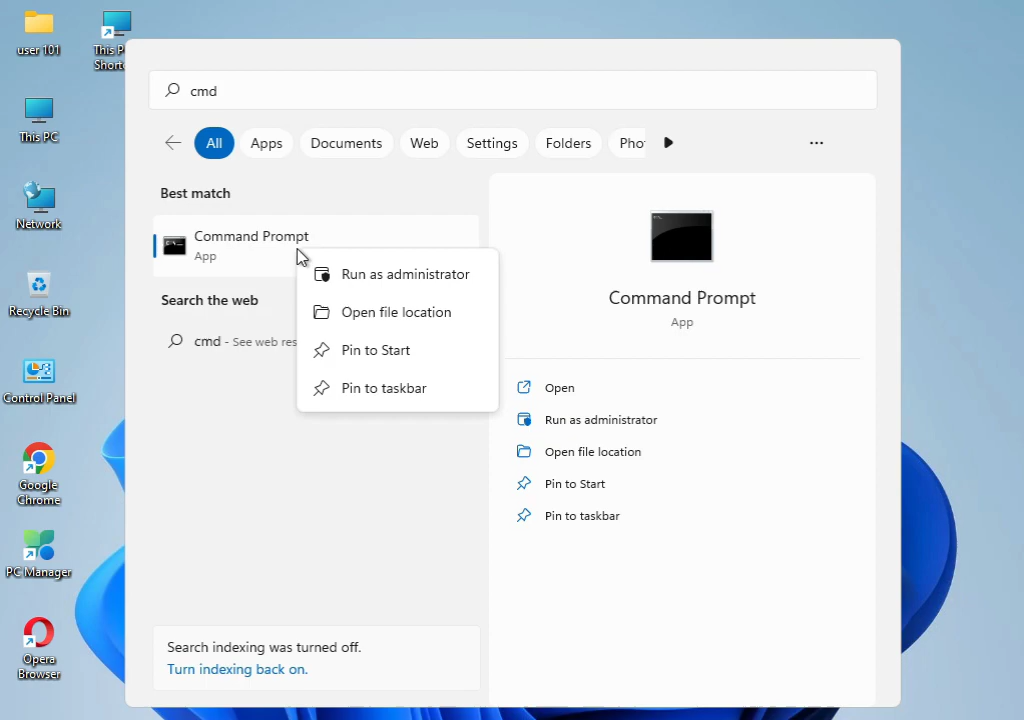 user 101
This P
Short
This PC
Network
Recycle Bin
Control Panel
Google
Chrome
PC Manager
Opera
Browser
cmd
All
Apps
Documents
Web
Settings
Folders
Pho
Best match
Command Prompt
App
Search the web
cmd - See web res
Run as administrator
Open file location
Pin to Start
Pin to taskbar
Command Prompt
App
Open
Run as administrator
Open file location
Pin to Start
Pin to taskbar
Search indexing was turned off.
Turn indexing back on.